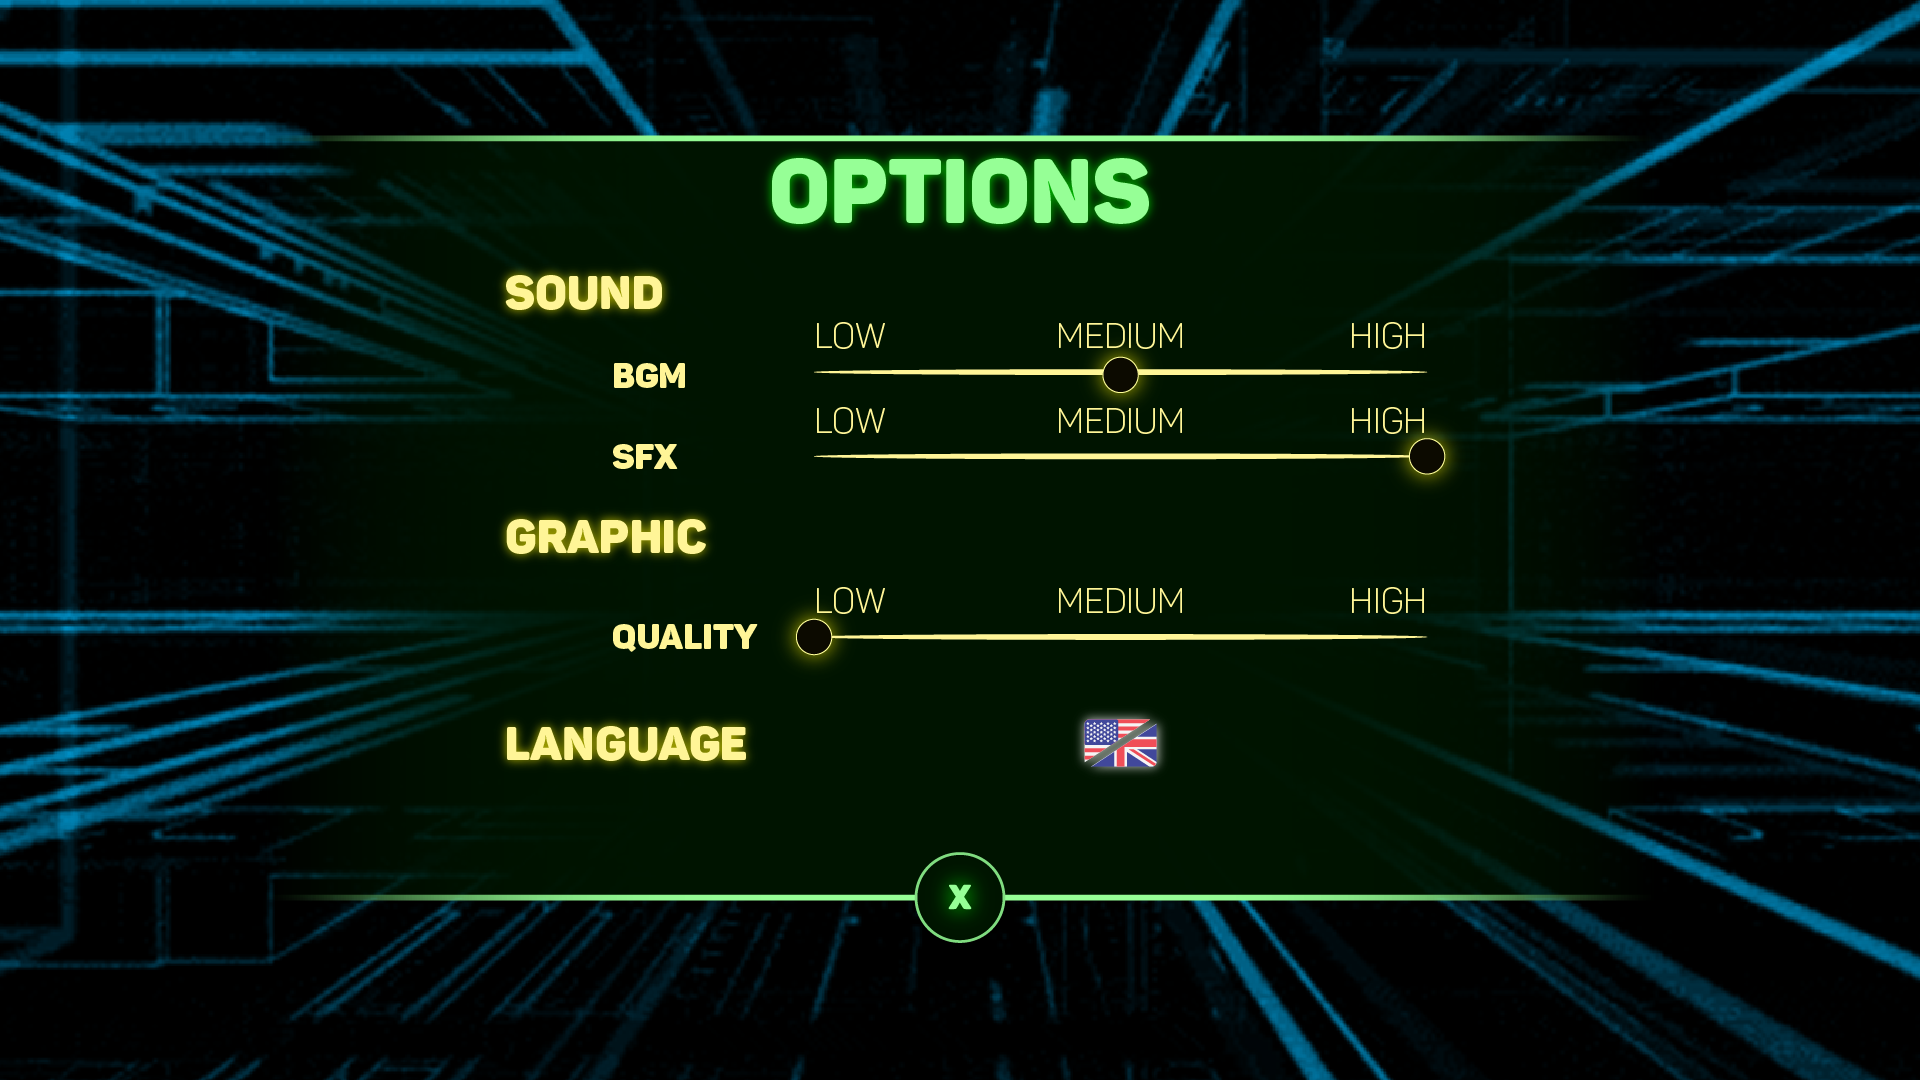 OPTIONS
SOUND
LOW MEDIUM HIGH
BGM
LOW MEDIUM HIGH
SFX
GRAPHIC
LOW MEDIUM HIGH
QUALITY
LANGUAGE
X